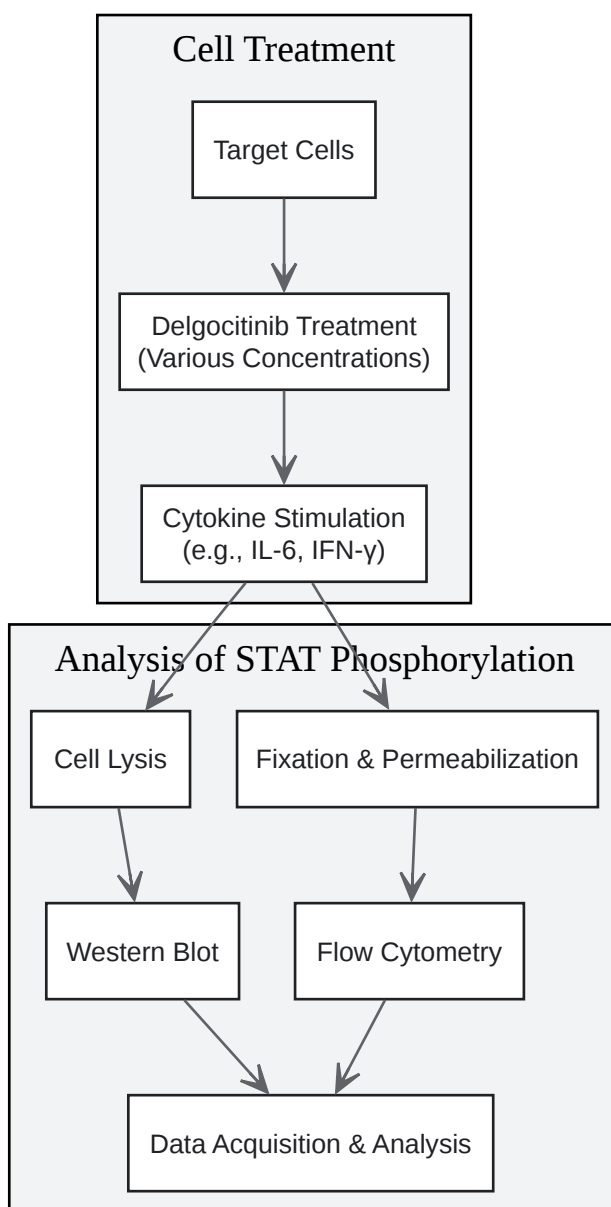 Cell Treatment
Target Cells
Delgocitinib Treatment
(Various Concentrations)
Cytokine Stimulation
(e.g., IL-6, IFN-γ)
Analysis of STAT Phosphorylation
Cell Lysis
Fixation & Permeabilization
Western Blot
Flow Cytometry
Data Acquisition & Analysis